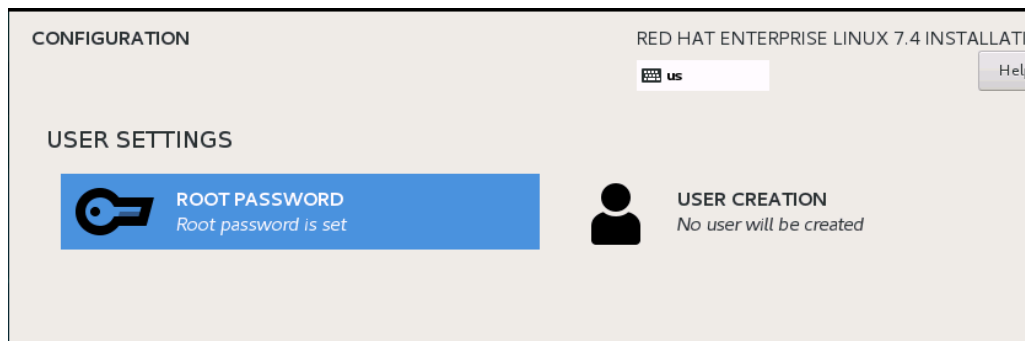 CONFIGURATION
RED HAT ENTERPRISE LINUX 7.4 INSTALLATI
us
Help
USER SETTINGS
ROOT PASSWORD
Root password is set
USER CREATION
No user will be created